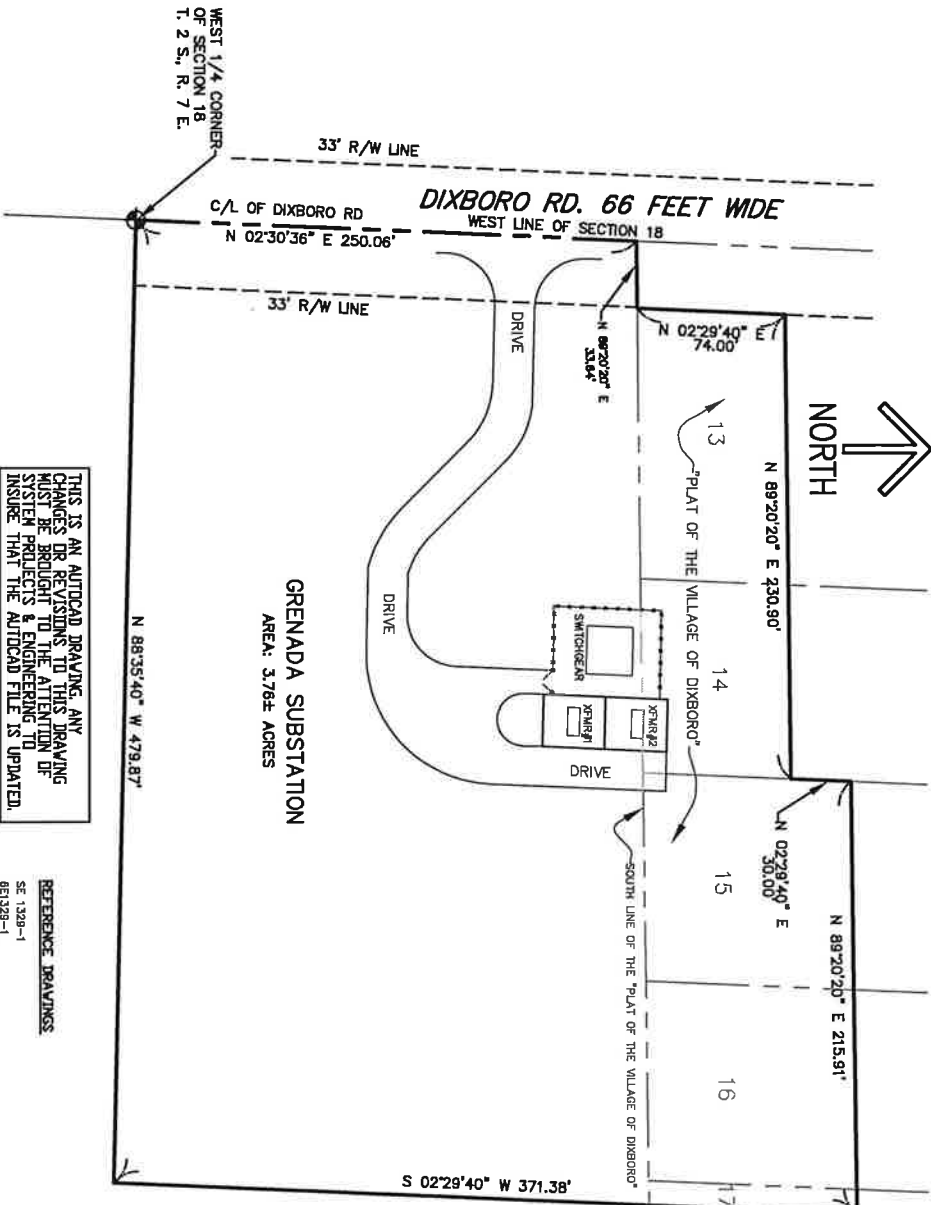 WEST 1/4 CORNER
OF SECTION 18
T. 2 S., R. 7 E.
33' R/W LINE
DIXBORO RD. 66 FEET WIDE
C/L OF DIXBORO RD
WEST LINE OF SECTION 18
N 02°30'36" E 250.06'
33' R/W LINE
DRIVE
N 89°20'20" E
33.84'
N 02°29'40" E
74.00'
NORTH
13
"PLAT OF THE VILLAGE OF DIXBORO"
N 89°20'20" E 230.90'
14
DRIVE
SWITCHGEAR
XFMR#1
XFMR#2
DRIVE
GRENADA SUBSTATION
AREA: 3.76± ACRES
N 02°29'40" E
30.00'
15
N 89°20'20" E 215.91'
SOUTH LINE OF THE "PLAT OF THE VILLAGE OF DIXBORO"
16
17
N 88°35'40" W 479.87'
S 02°29'40" W 371.38'
THIS IS AN AUTOCAD DRAWING. ANY
CHANGES OR REVISIONS TO THIS DRAWING
MUST BE BROUGHT TO THE ATTENTION OF
SYSTEM PROJECTS & ENGINEERING TO
INSURE THAT THE AUTOCAD FILE IS UPDATED.
REFERENCE DRAWINGS
SE 1329-1
6E1329-1